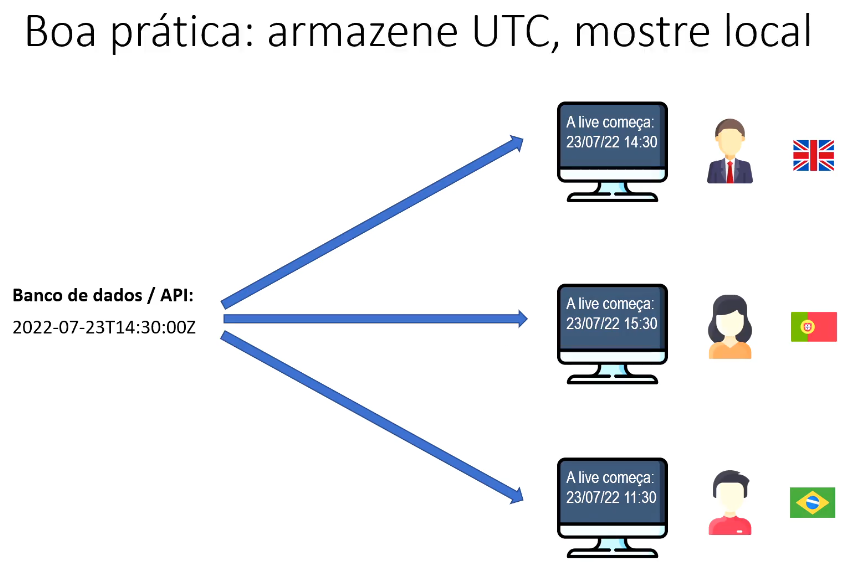 Boa prática: armazene UTC, mostre local
A live começa:
23/07/22 14:30
Banco de dados / API:
2022-07-23T14:30:00Z
A live começa:
23/07/22 15:30
A live começa:
23/07/22 11:30